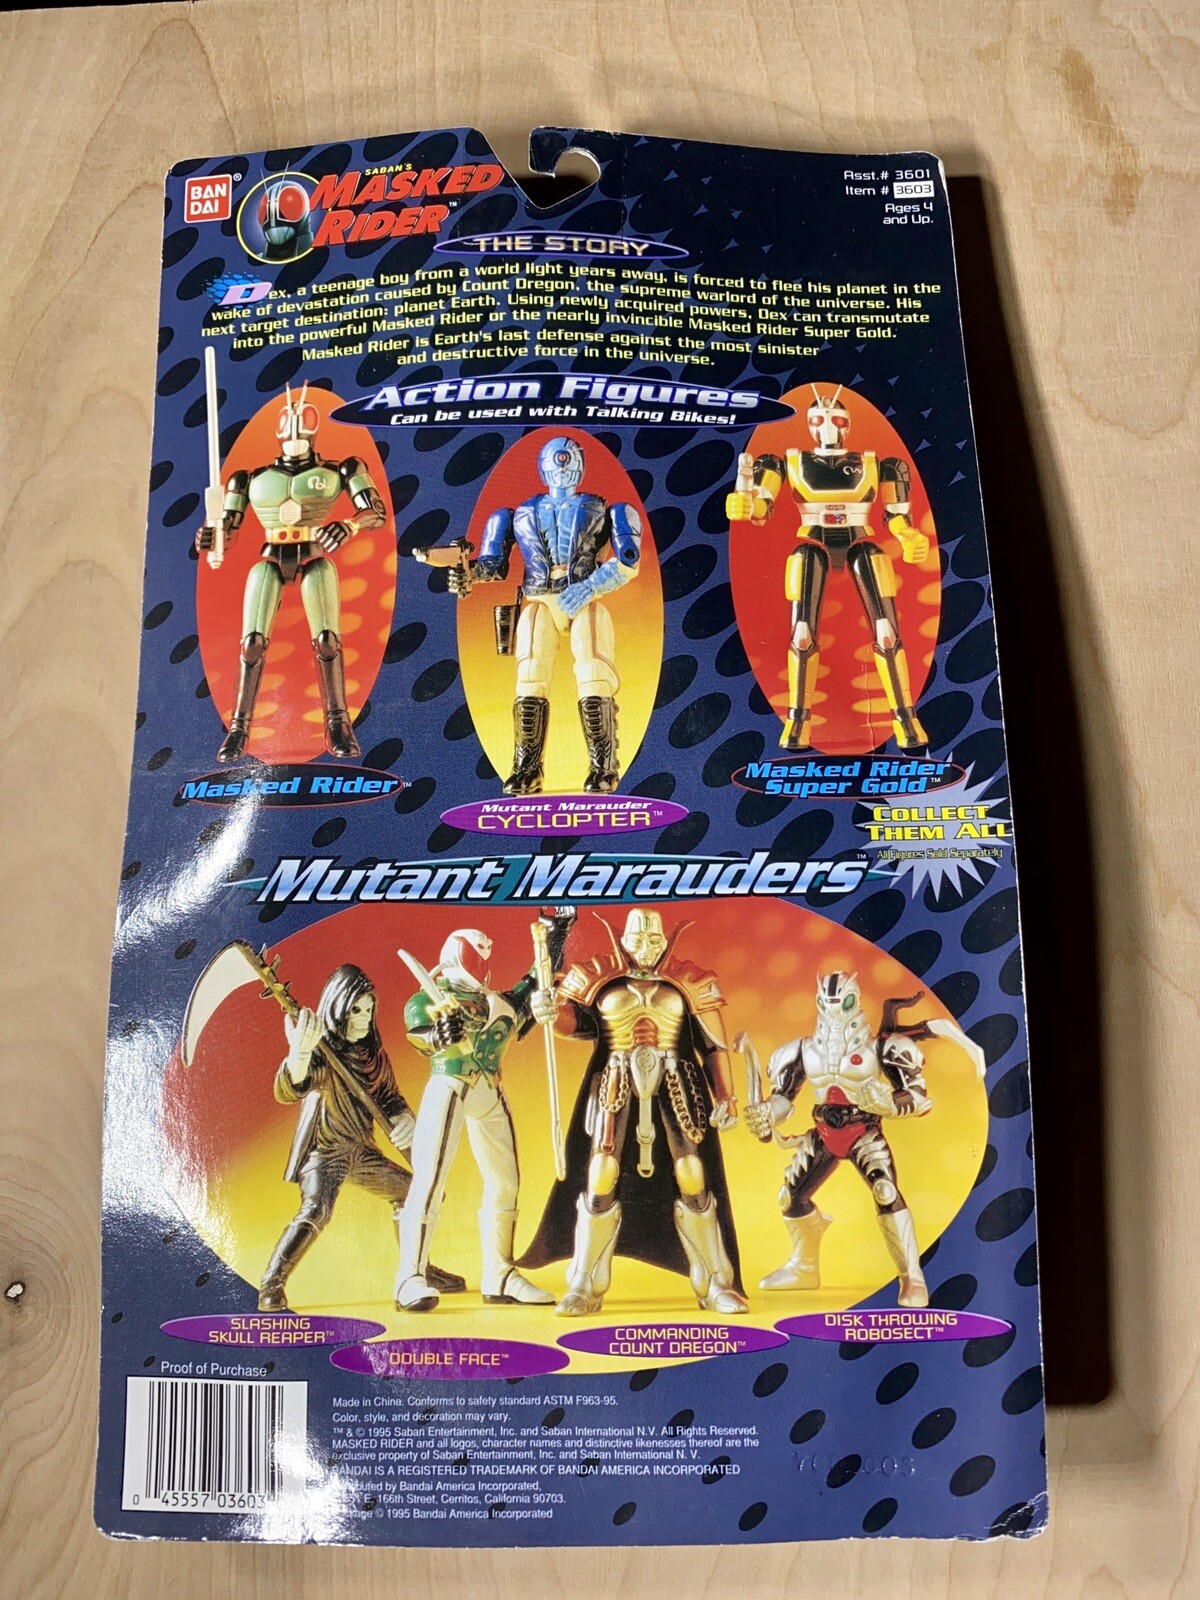 BAN
DAI
®
SABAN'S
MASKED
RIDER™
Asst.# 3601
Item # 3603
Ages 4
and Up.
THE STORY
Dex, a teenage boy from a world light years away, is forced to flee his planet in the
wake of devastation caused by Count Dregon, the supreme warlord of the universe. His
next target destination: planet Earth. Using newly acquired powers, Dex can transmutate
into the powerful Masked Rider or the nearly invincible Masked Rider Super Gold.
Masked Rider is Earth's last defense against the most sinister
and destructive force in the universe.
Action Figures
Can be used with Talking Bikes!
Masked Rider™
Mutant Marauder
CYCLOPTER™
Masked Rider
Super Gold™
COLLECT
THEM ALL
All Figures Sold Separately
Mutant Marauders™
SLASHING
SKULL REAPER™
DOUBLE FACE™
COMMANDING
COUNT DREGON™
DISK THROWING
ROBOSECT™
Proof of Purchase
0 45557 03603
Made in China. Conforms to safety standard ASTM F963-95.
Color, style, and decoration may vary.
™ & © 1995 Saban Entertainment, Inc. and Saban International N.V. All Rights Reserved.
MASKED RIDER and all logos, character names and distinctive likenesses thereof are the
exclusive property of Saban Entertainment, Inc. and Saban International N. V.
BANDAI IS A REGISTERED TRADEMARK OF BANDAI AMERICA INCORPORATED
by Bandai America Incorporated,
E. 166th Street, Cerritos, California 90703.
© 1995 Bandai America Incorporated